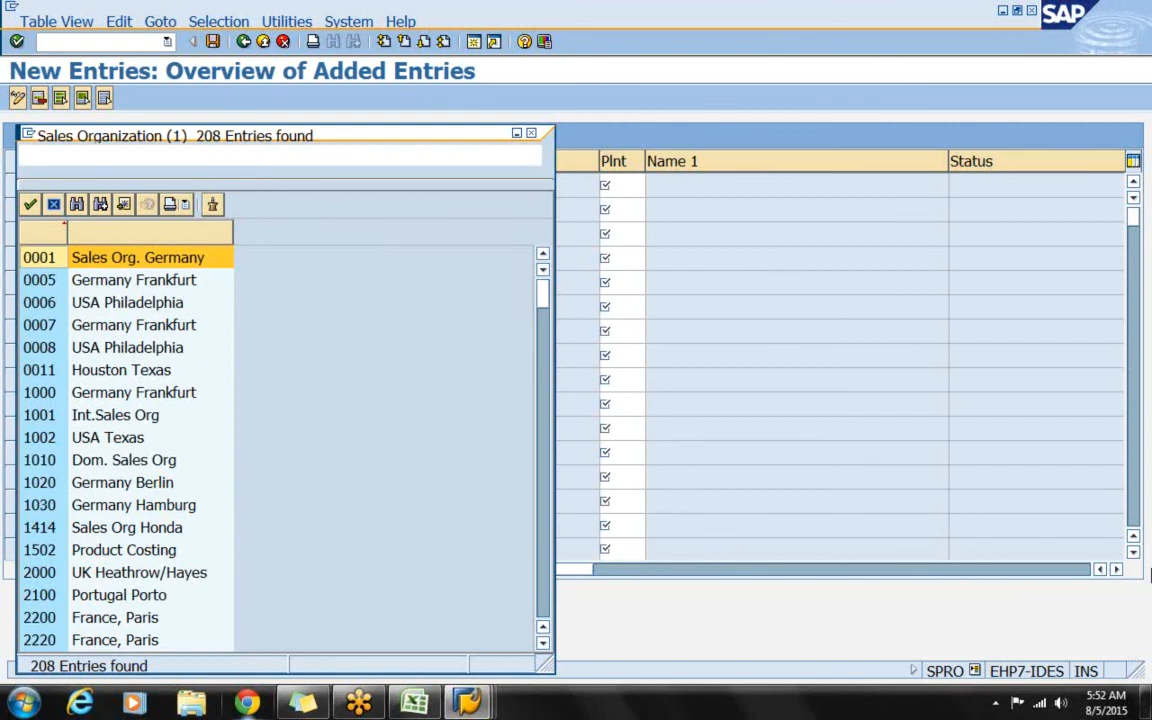 Table View Edit Goto Selection Utilities System Help
SAP
New Entries: Overview of Added Entries
Sales Organization (1) 208 Entries found
Plnt Name 1 Status
0001 Sales Org. Germany
0005 Germany Frankfurt
0006 USA Philadelphia
0007 Germany Frankfurt
0008 USA Philadelphia
0011 Houston Texas
1000 Germany Frankfurt
1001 Int.Sales Org
1002 USA Texas
1010 Dom. Sales Org
1020 Germany Berlin
1030 Germany Hamburg
1414 Sales Org Honda
1502 Product Costing
2000 UK Heathrow/Hayes
2100 Portugal Porto
2200 France, Paris
2220 France, Paris
208 Entries found
SPRO EHP7-IDES INS
5:52 AM
8/5/2015